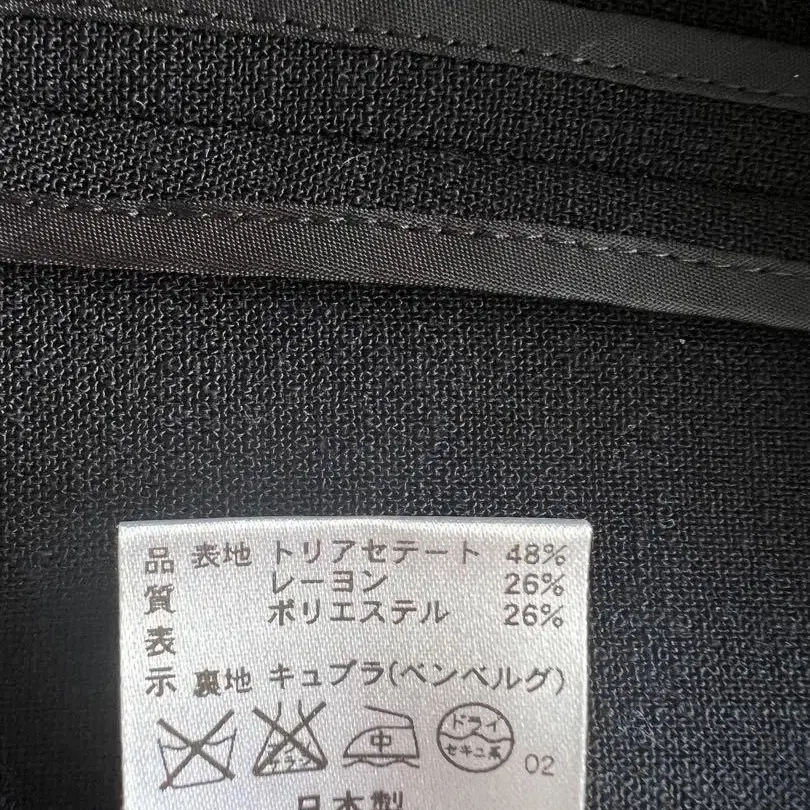 品質表示
表地 トリアセテート 48%
レーヨン 26%
ポリエステル 26%
裏地 キュプラ(ベンベルグ)
中
ドライ
セキユ系
02
日本製